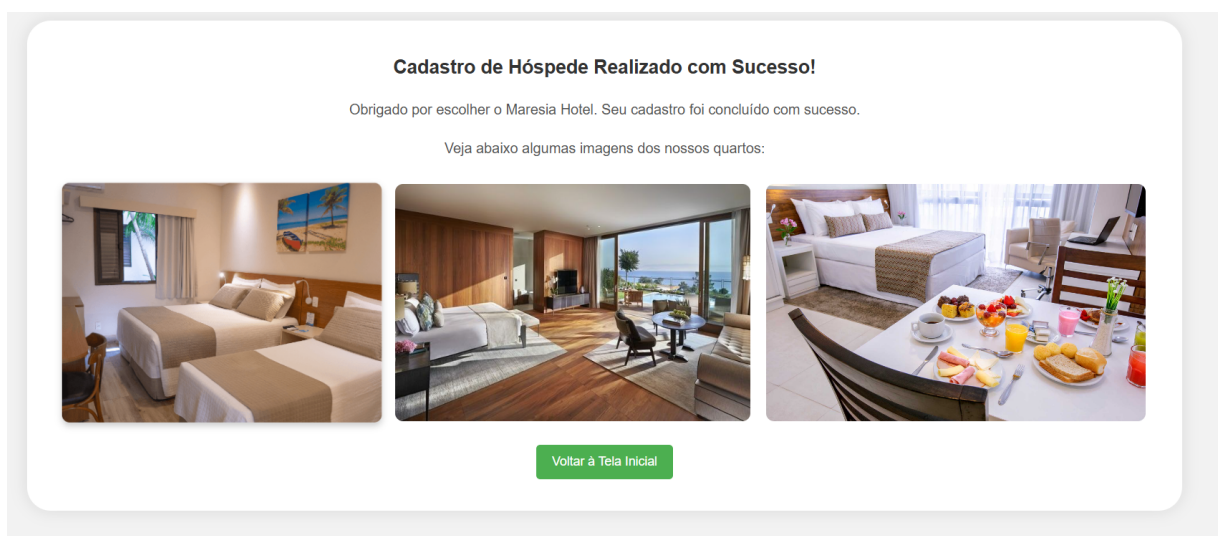 Cadastro de Hóspede Realizado com Sucesso!
Obrigado por escolher o Maresia Hotel. Seu cadastro foi concluído com sucesso.
Veja abaixo algumas imagens dos nossos quartos:
Voltar à Tela Inicial